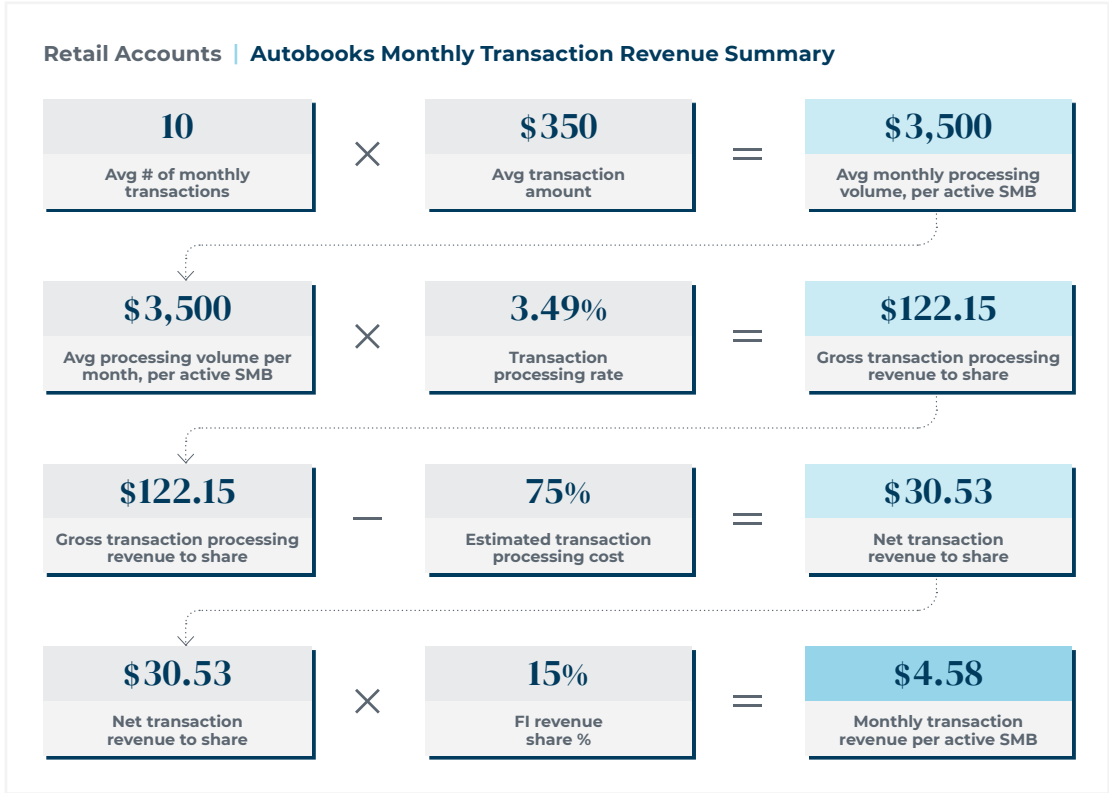 Retail Accounts | Autobooks Monthly Transaction Revenue Summary
10 × $350 = $3,500
Avg # of monthly
transactions
Avg transaction
amount
Avg monthly processing
volume, per active SMB
$3,500 × 3.49% = $122.15
Avg processing volume per
month, per active SMB
Transaction
processing rate
Gross transaction processing
revenue to share
$122.15 — 75% = $30.53
Gross transaction processing
revenue to share
Estimated transaction
processing cost
Net transaction
revenue to share
$30.53 × 15% = $4.58
Net transaction
revenue to share
FI revenue
share %
Monthly transaction
revenue per active SMB